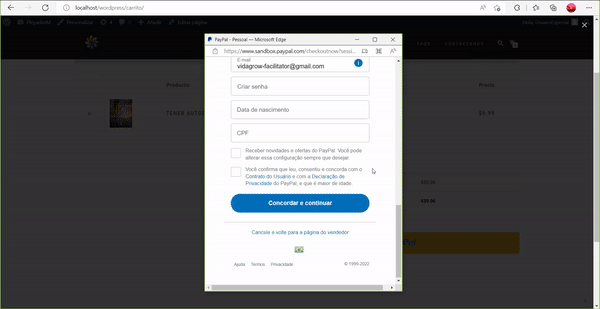 localhost/wordpress/carrito/
Personalizar
Añadir
Editar página
PayPal - Pessoal — Microsoft Edge
https://www.sandbox.paypal.com/checkoutnow?sessi...
E-mail
vidagrow-facilitator@gmail.com
Criar senha
Data de nascimento
CPF
Receber novidades e ofertas do PayPal. Você pode
alterar essa configuração sempre que desejar.
Você confirma que leu, consentiu e concorda com o
Contrato do Usuário e com a Declaração de
Privacidade do PayPal, e que é maior de idade.
Concordar e continuar
Cancele e volte para a página do vendedor
Ajuda Termos Privacidade © 1999-2022
Producto
Precio